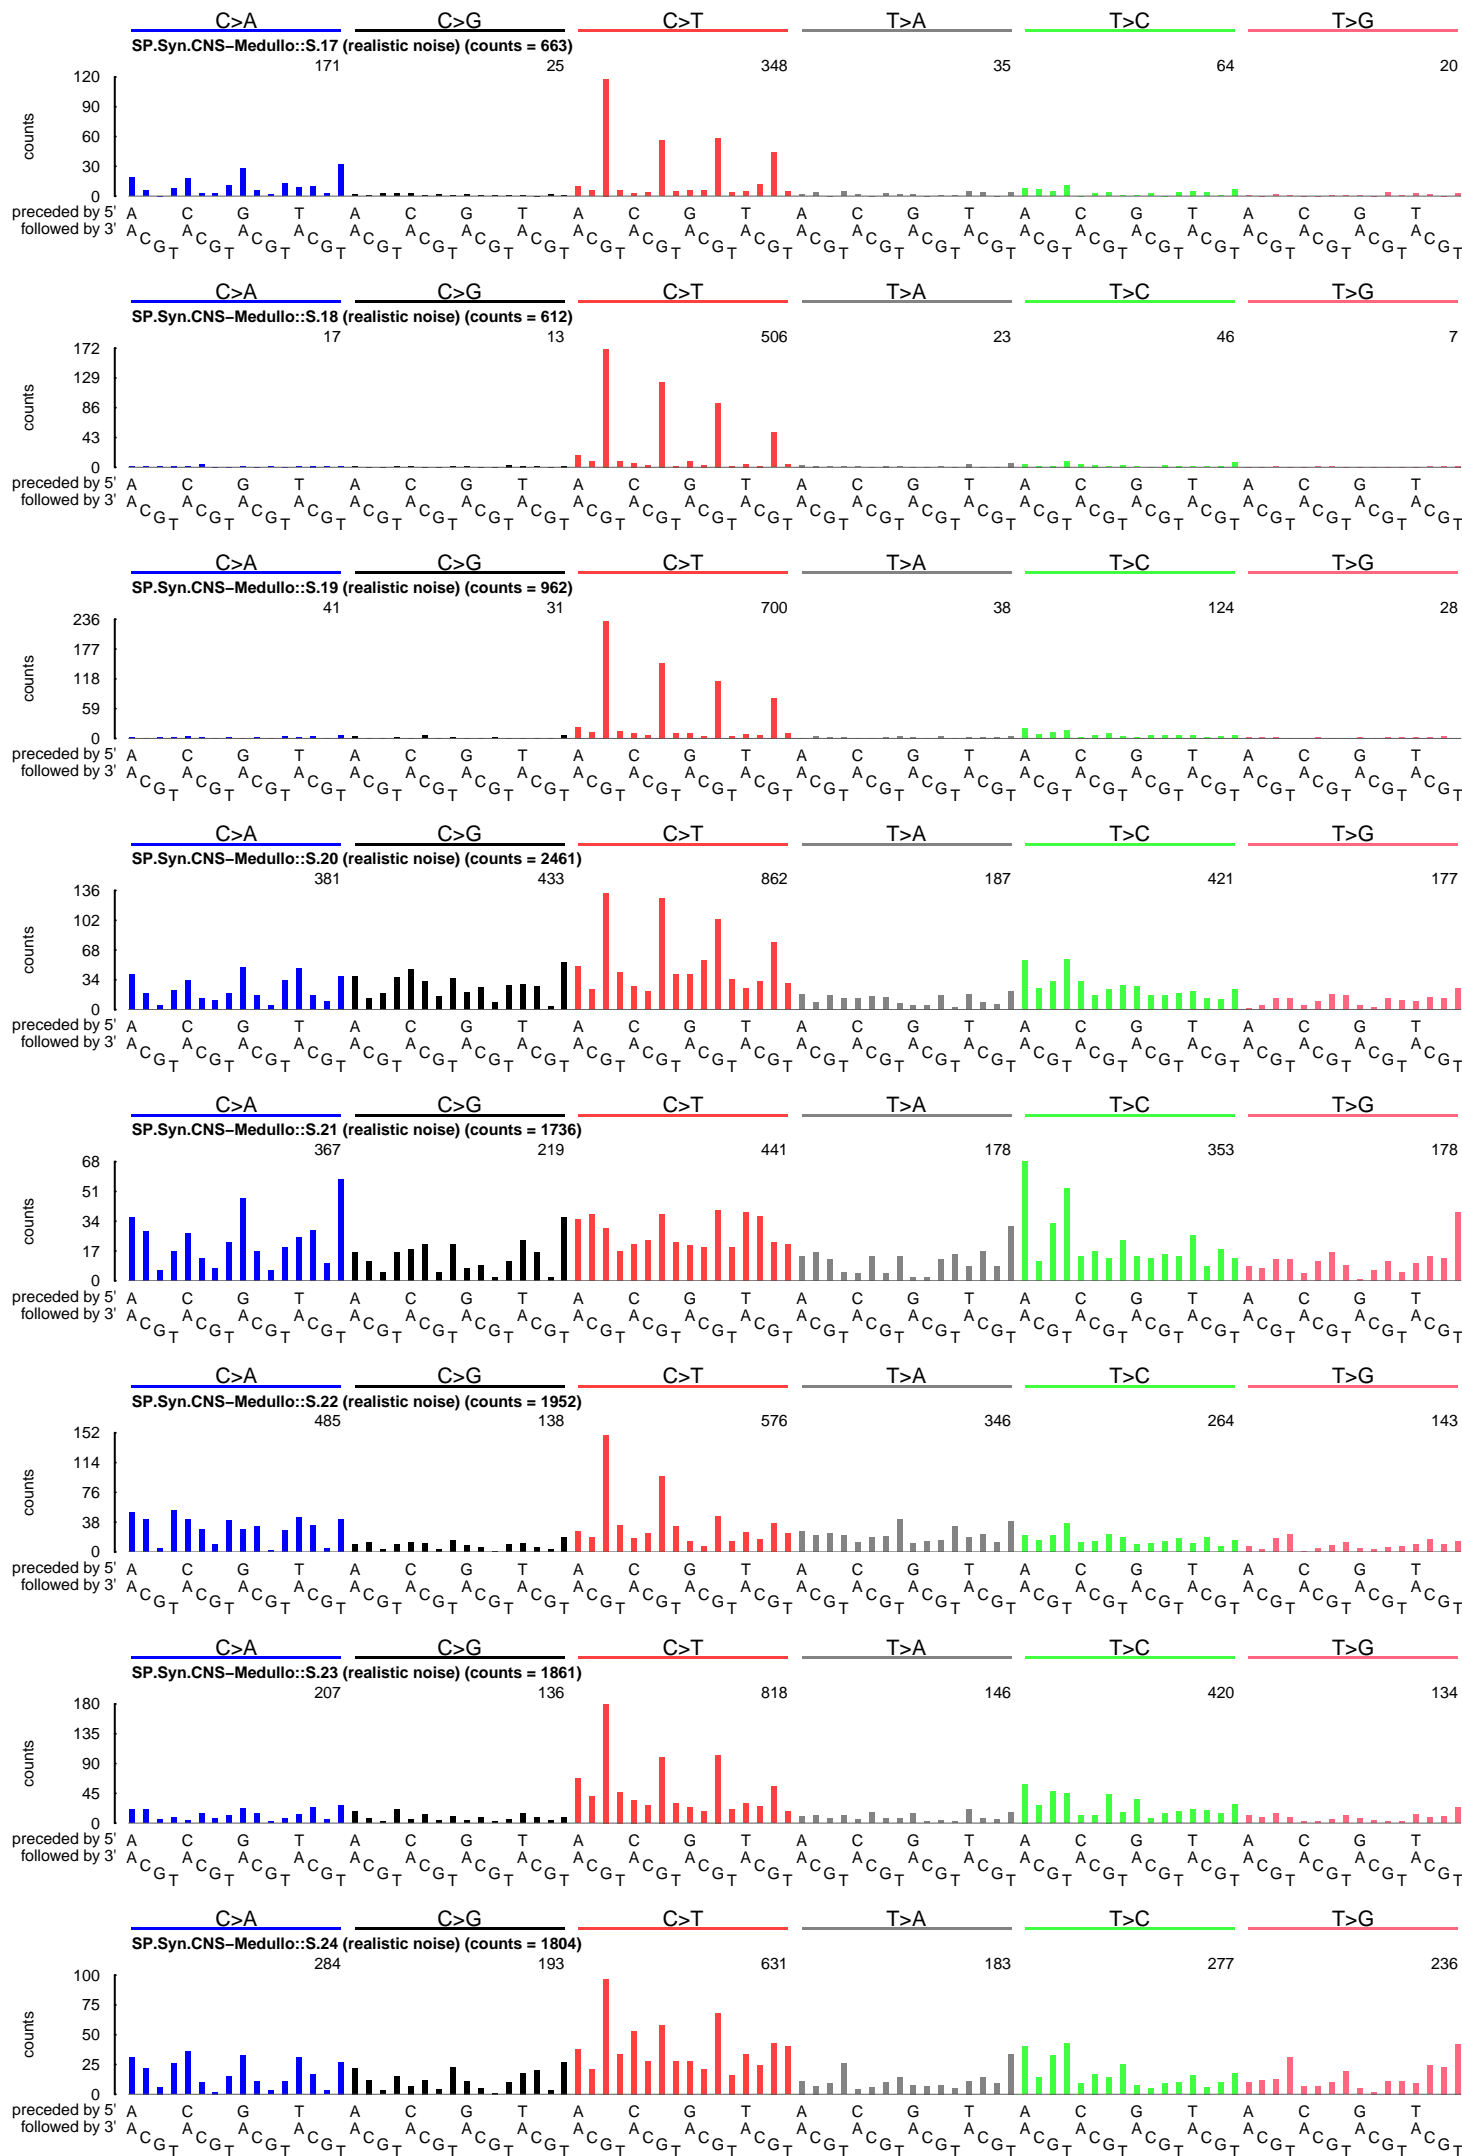 C>A C>G C>T T>A T>C T>G
SP.Syn.CNS−Medullo::S.17 (realistic noise) (counts = 663)
171 25 348 35 64 20
120
90
60
30
0
counts
preceded by 5' A C G T A C G T A C G T A C G T A C G T A C G T
followed by 3' A C G T A C G T A C G T A C G T A C G T A C G T A C G T A C G T A C G T A C G T A C G T A C G T A C G T A C G T A C G T A C G T A C G T A C G T A C G T A C G T A C G T A C G T A C G T A C G T
C>A C>G C>T T>A T>C T>G
SP.Syn.CNS−Medullo::S.18 (realistic noise) (counts = 612)
17 13 506 23 46 7
172
129
86
43
0
counts
preceded by 5' A C G T A C G T A C G T A C G T A C G T A C G T
followed by 3' A C G T A C G T A C G T A C G T A C G T A C G T A C G T A C G T A C G T A C G T A C G T A C G T A C G T A C G T A C G T A C G T A C G T A C G T A C G T A C G T A C G T A C G T A C G T A C G T
C>A C>G C>T T>A T>C T>G
SP.Syn.CNS−Medullo::S.19 (realistic noise) (counts = 962)
41 31 700 38 124 28
236
177
118
59
0
counts
preceded by 5' A C G T A C G T A C G T A C G T A C G T A C G T
followed by 3' A C G T A C G T A C G T A C G T A C G T A C G T A C G T A C G T A C G T A C G T A C G T A C G T A C G T A C G T A C G T A C G T A C G T A C G T A C G T A C G T A C G T A C G T A C G T A C G T
C>A C>G C>T T>A T>C T>G
SP.Syn.CNS−Medullo::S.20 (realistic noise) (counts = 2461)
381 433 862 187 421 177
136
102
68
34
0
counts
preceded by 5' A C G T A C G T A C G T A C G T A C G T A C G T
followed by 3' A C G T A C G T A C G T A C G T A C G T A C G T A C G T A C G T A C G T A C G T A C G T A C G T A C G T A C G T A C G T A C G T A C G T A C G T A C G T A C G T A C G T A C G T A C G T A C G T
C>A C>G C>T T>A T>C T>G
SP.Syn.CNS−Medullo::S.21 (realistic noise) (counts = 1736)
367 219 441 178 353 178
68
51
34
17
0
counts
preceded by 5' A C G T A C G T A C G T A C G T A C G T A C G T
followed by 3' A C G T A C G T A C G T A C G T A C G T A C G T A C G T A C G T A C G T A C G T A C G T A C G T A C G T A C G T A C G T A C G T A C G T A C G T A C G T A C G T A C G T A C G T A C G T A C G T
C>A C>G C>T T>A T>C T>G
SP.Syn.CNS−Medullo::S.22 (realistic noise) (counts = 1952)
485 138 576 346 264 143
152
114
76
38
0
counts
preceded by 5' A C G T A C G T A C G T A C G T A C G T A C G T
followed by 3' A C G T A C G T A C G T A C G T A C G T A C G T A C G T A C G T A C G T A C G T A C G T A C G T A C G T A C G T A C G T A C G T A C G T A C G T A C G T A C G T A C G T A C G T A C G T A C G T
C>A C>G C>T T>A T>C T>G
SP.Syn.CNS−Medullo::S.23 (realistic noise) (counts = 1861)
207 136 818 146 420 134
180
135
90
45
0
counts
preceded by 5' A C G T A C G T A C G T A C G T A C G T A C G T
followed by 3' A C G T A C G T A C G T A C G T A C G T A C G T A C G T A C G T A C G T A C G T A C G T A C G T A C G T A C G T A C G T A C G T A C G T A C G T A C G T A C G T A C G T A C G T A C G T A C G T
C>A C>G C>T T>A T>C T>G
SP.Syn.CNS−Medullo::S.24 (realistic noise) (counts = 1804)
284 193 631 183 277 236
100
75
50
25
0
counts
preceded by 5' A C G T A C G T A C G T A C G T A C G T A C G T
followed by 3' A C G T A C G T A C G T A C G T A C G T A C G T A C G T A C G T A C G T A C G T A C G T A C G T A C G T A C G T A C G T A C G T A C G T A C G T A C G T A C G T A C G T A C G T A C G T A C G T